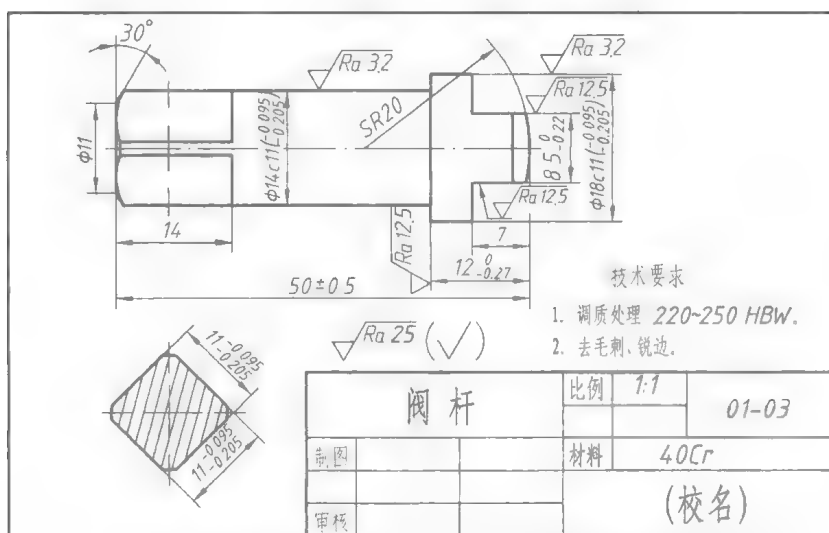 30°
Ra 3.2
Ra 3.2
Ra 12.5
SR20
Φ11
Φ14c11(-0.095 -0.205)
8.5 0 -0.22
Φ18c11(-0.095 -0.205)
Ra 12.5
Ra 12.5
14
7
12 0 -0.27
50±0.5
技术要求
1. 调质处理 220~250 HBW.
2. 去毛刺、锐边。
Ra 25 (√)
11 -0.095 -0.205
11 -0.095 -0.205
阀杆
比例 1:1
01-03
制图
材料 40Cr
审核
(校名)